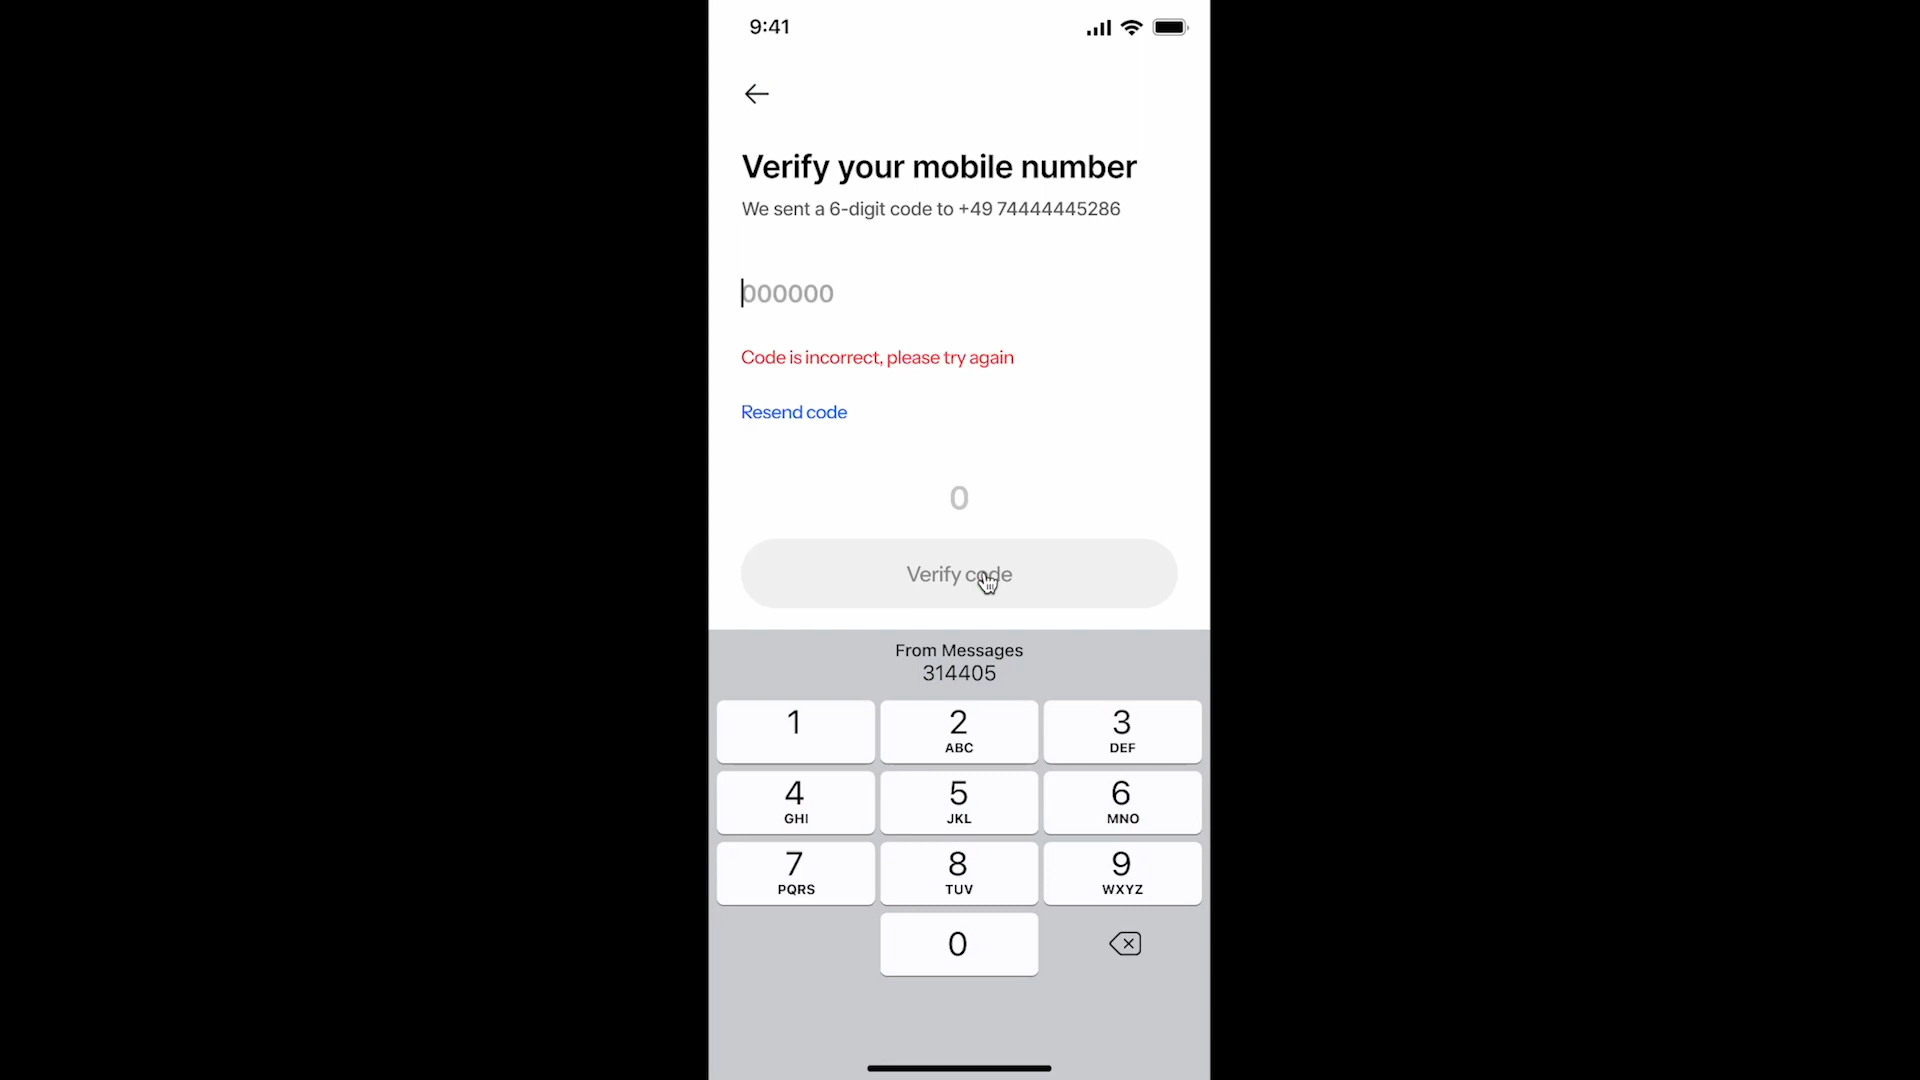 9:41
Verify your mobile number
We sent a 6-digit code to +49 74444445286
000000
Code is incorrect, please try again
Resend code
0
Verify code
From Messages
314405
1
2
ABC
3
DEF
4
GHI
5
JKL
6
MNO
7
PQRS
8
TUV
9
WXYZ
0